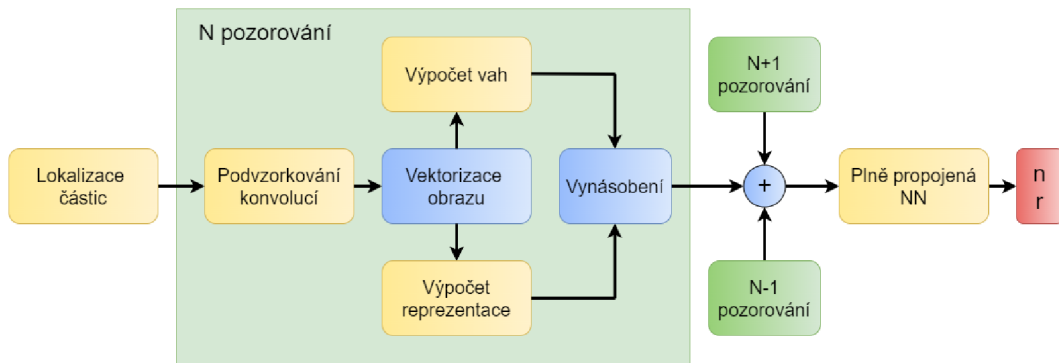 N pozorování
Lokalizace
částic
Podvzorkování
konvolucí
Vektorizace
obrazu
Výpočet vah
Výpočet
reprezentace
Vynásobení
N+1
pozorování
+
N-1
pozorování
Plně propojená
NN
n
r